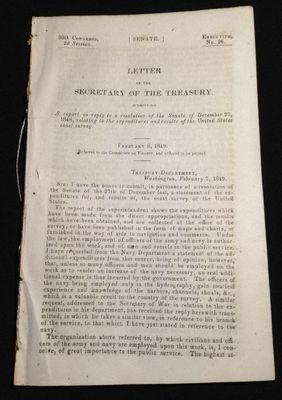 30th Congress,
2d Session.
[ SENATE. ]
Executive,
No. 26.
LETTER
OF THE
SECRETARY OF THE TREASURY,
A report in reply to a resolution of the Senate of December 27,
1848, relating to the expenditures and results of the United States
coast survey.
February 8, 1849.
Referred to the Committee on Finance, and ordered to be printed.
Treasury Department,
Washington, February 7, 1849.
Sir: I have the honor to submit, in pursuance of a resolution of
the Senate of the 27th of December last, a statement of the ex-
penditures for, and results of, the coast survey of the United
States.
The report of the superintendent shows the expenditures which
have been made from the direct appropriations, and the results
which have been obtained, and are collected at the office of the
survey, or have been published in the form of maps and charts, or
furnished in the way of aids to navigation and commerce. Under
the law, the employment of officers of the army and navy is author-
ized upon the work, and of men and vessels in the public service.
I have requested from the Navy Department a statement of the ad-
ditional expenditures from this source, being of opinion, however,
that, unless so many officers and men should be employed on the
work as to render an increase of the navy necessary, no real addi-
tional expense is thus incurred by the government. The officers of
the navy being employed only in the hydrography, gain nautical
experience and knowledge of the harbors, channels, shoals, &c.,
which is a valuable result to the country of the survey. A similar
request, addressed to the Secretary of War in relation to the ex-
penditures in his department, has received the reply herewith trans-
mitted, in which he takes a similar view, in reference to his branch
of the service, to that which I have just stated in reference to the
navy.
The organization above referred to, by which civilians and offi-
cers of the army and navy are employed upon this work, is, I con-
ceive, of great importance to the public service. The highest sc-